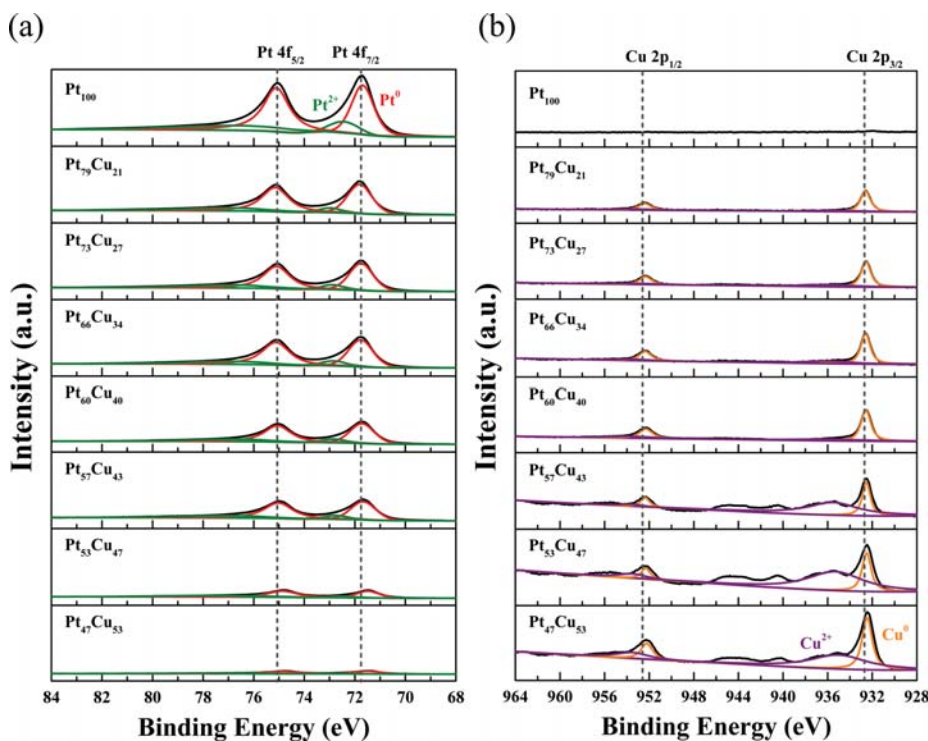 (a)
Pt 4f5/2 Pt 4f7/2
Pt100
Pt2+ Pt0
Pt79Cu21
Pt73Cu27
Pt66Cu34
Pt60Cu40
Pt57Cu43
Pt53Cu47
Pt47Cu53
Intensity (a.u.)
84 82 80 78 76 74 72 70 68
Binding Energy (eV)
(b)
Cu 2p1/2 Cu 2p3/2
Pt100
Pt79Cu21
Pt73Cu27
Pt66Cu34
Pt60Cu40
Pt57Cu43
Pt53Cu47
Pt47Cu53
Cu2+ Cu0
Intensity (a.u.)
964 960 956 952 948 944 940 936 932 928
Binding Energy (eV)